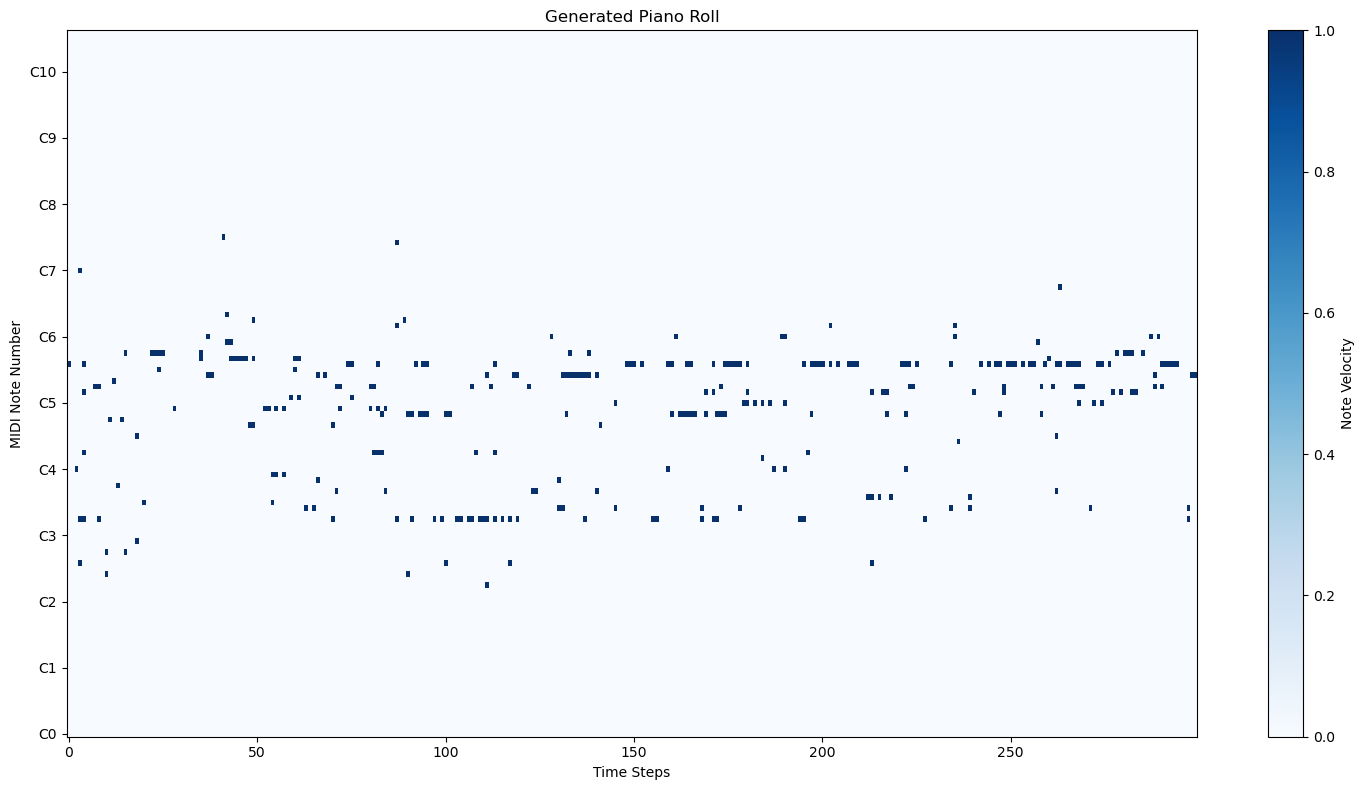 Generated Piano Roll
MIDI Note Number
C10
C9
C8
C7
C6
C5
C4
C3
C2
C1
C0
0
50
100
150
200
250
Time Steps
1.0
0.8
0.6
0.4
0.2
0.0
Note Velocity